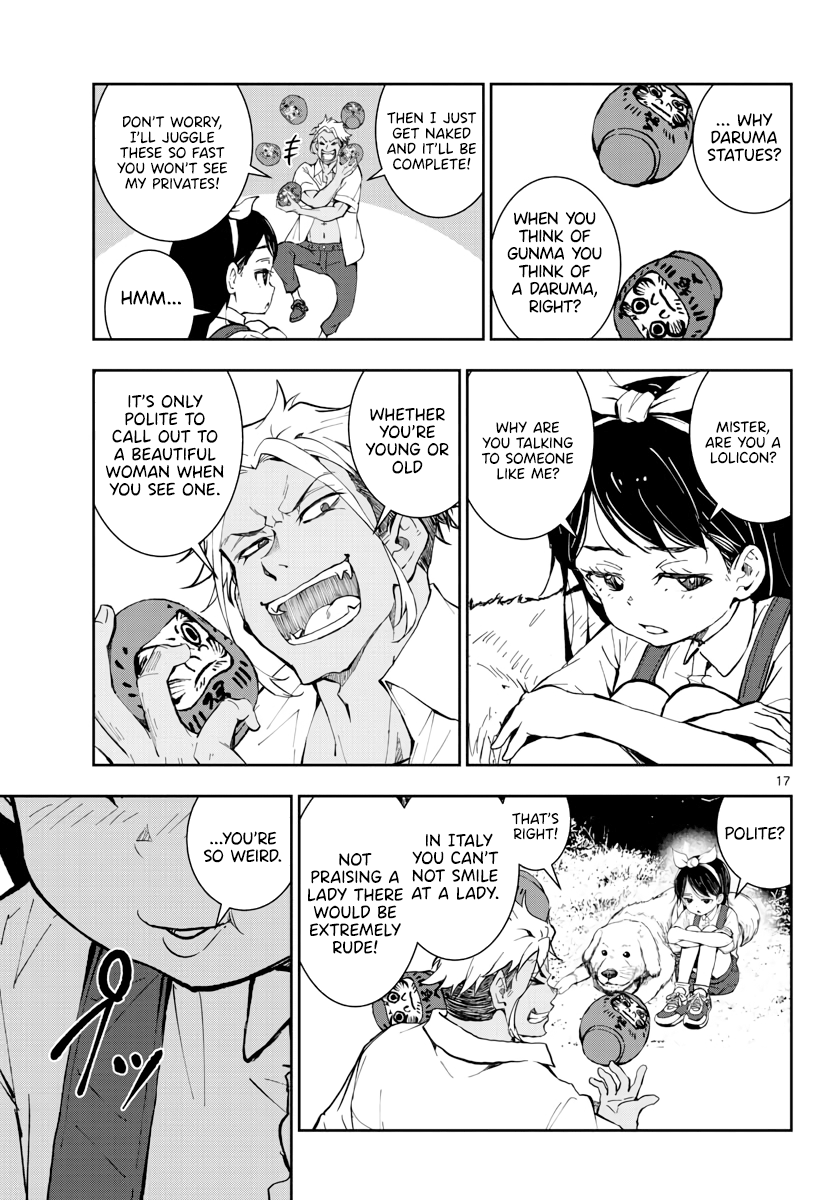 ... WHY
DARUMA
STATUES?
WHEN YOU
THINK OF
GUNMA YOU
THINK OF
A DARUMA,
RIGHT?
THEN I JUST
GET NAKED
AND IT'LL BE
COMPLETE!
DON'T WORRY,
I'LL JUGGLE
THESE SO FAST
YOU WON'T SEE
MY PRIVATES!
HMM...
MISTER,
ARE YOU A
LOLICON?
WHY ARE
YOU TALKING
TO SOMEONE
LIKE ME?
WHETHER
YOU'RE
YOUNG OR
OLD
IT'S ONLY
POLITE TO
CALL OUT TO
A BEAUTIFUL
WOMAN WHEN
YOU SEE ONE.
17
POLITE?
THAT'S
RIGHT!
IN ITALY
YOU CAN'T
NOT SMILE
AT A LADY.
NOT
PRAISING A
LADY THERE
WOULD BE
EXTREMELY
RUDE!
...YOU'RE
SO WEIRD.
プッ